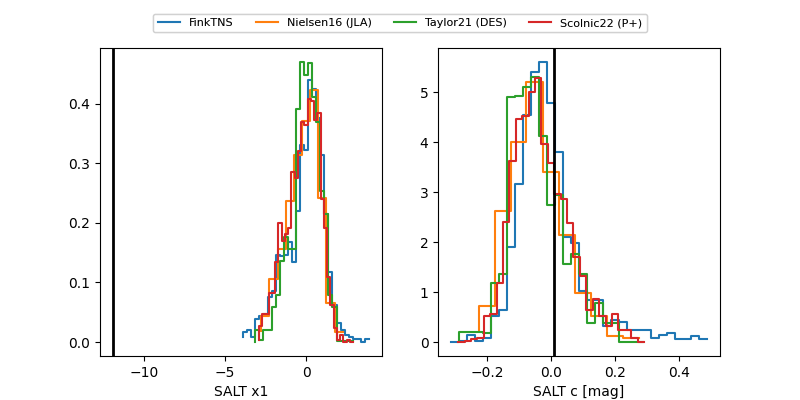 FinkTNS Nielsen16 (JLA) Taylor21 (DES) Scolnic22 (P+)
0.4
0.3
0.2
0.1
0.0
−10 −5 0
SALT x1
5
4
3
2
1
0
−0.2 0.0 0.2 0.4
SALT c [mag]